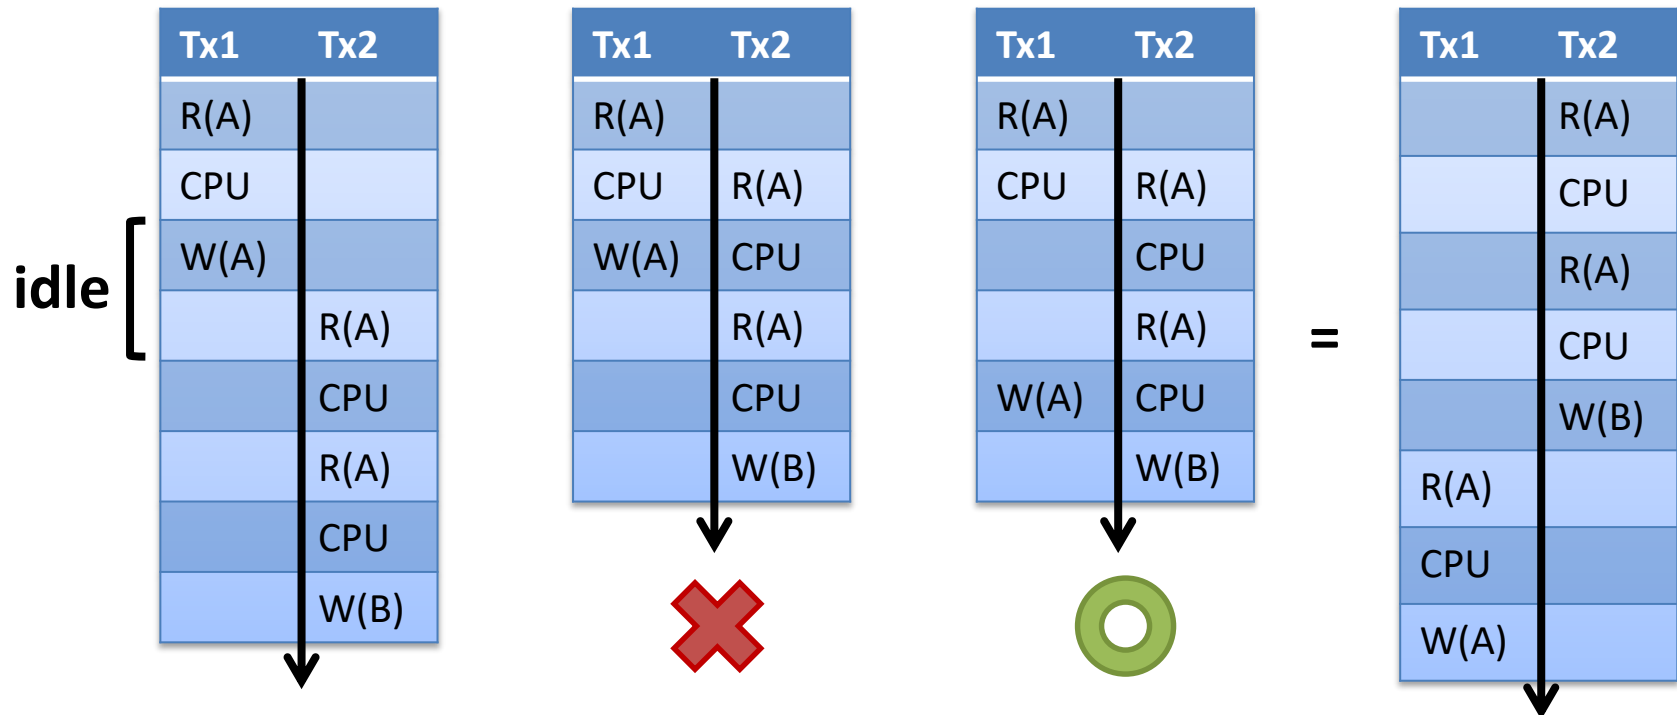 Tx1 Tx2
R(A)
CPU
W(A)
R(A)
CPU
R(A)
CPU
W(B)
idle
Tx1 Tx2
R(A)
CPU R(A)
W(A) CPU
R(A)
CPU
W(B)
Tx1 Tx2
R(A)
CPU R(A)
CPU
R(A)
W(A) CPU
W(B)
=
Tx1 Tx2
R(A)
CPU
R(A)
CPU
W(B)
R(A)
CPU
W(A)